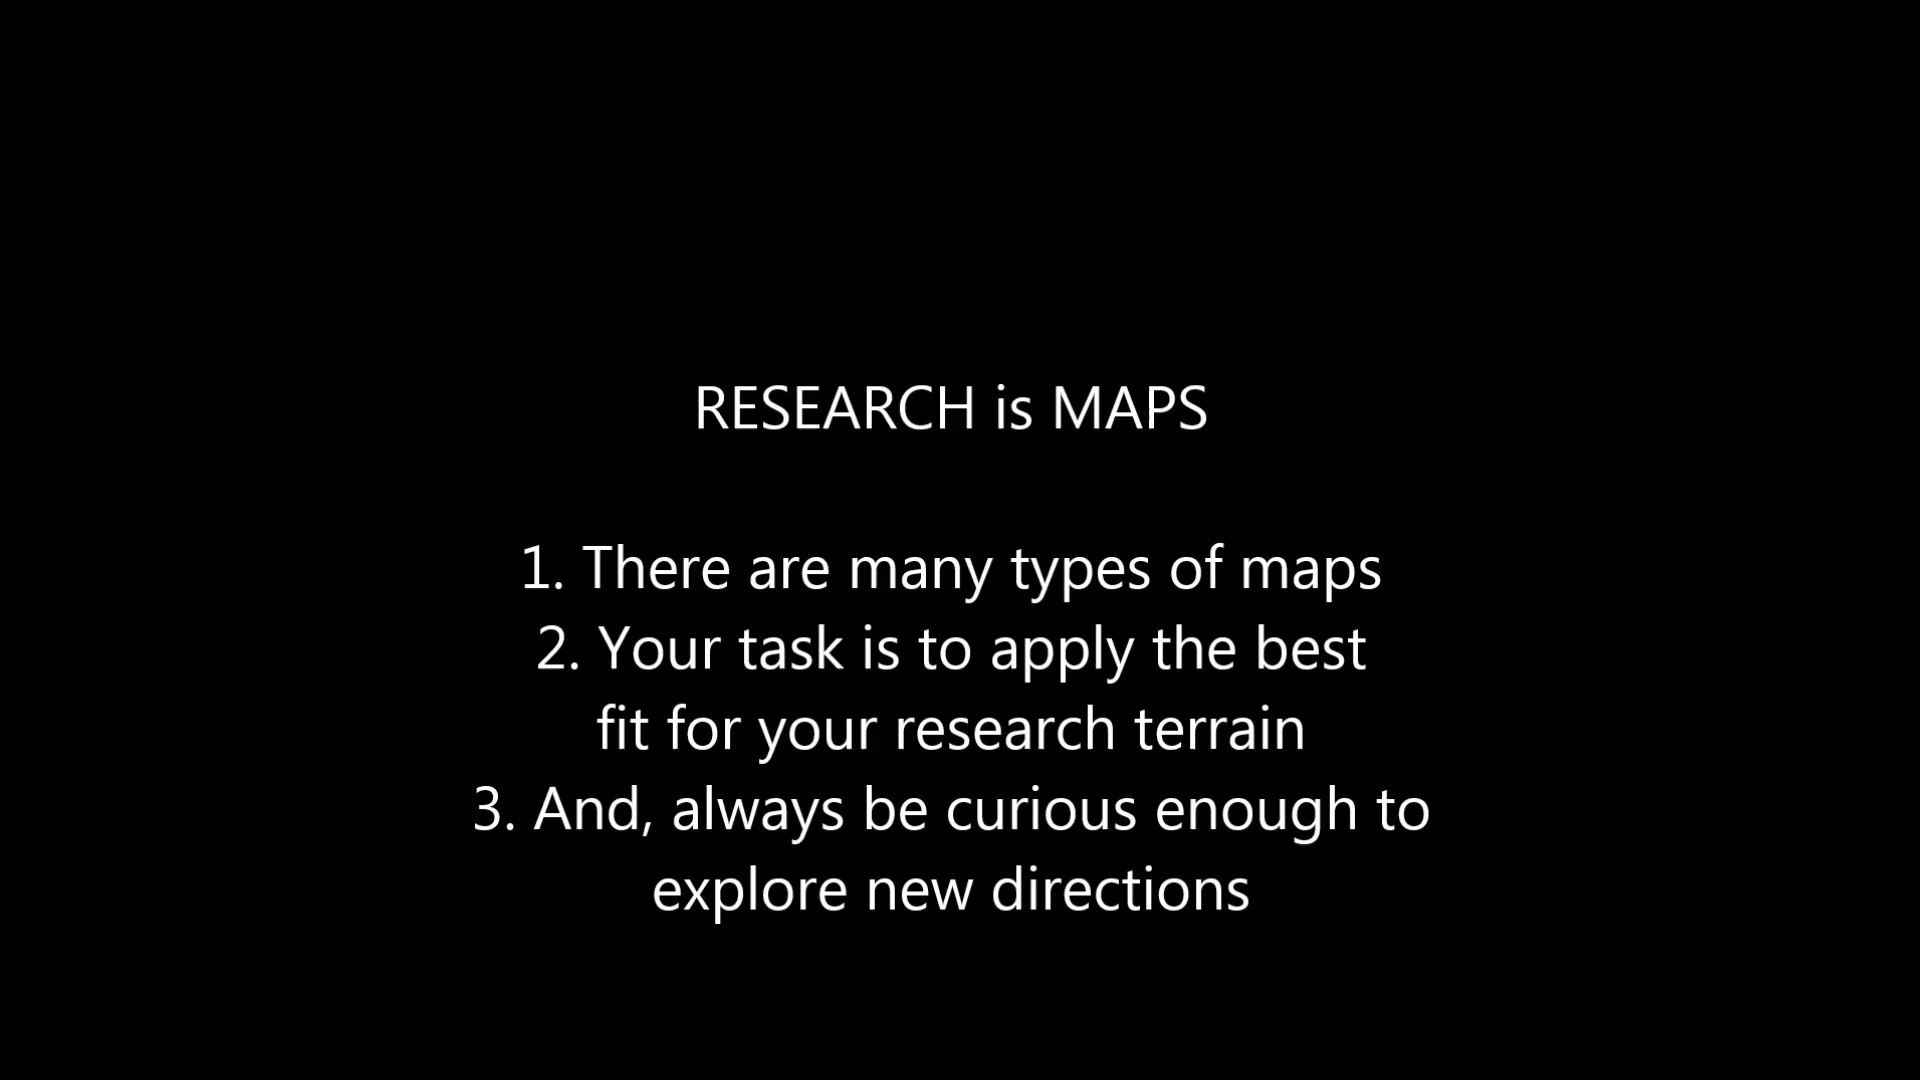 RESEARCH is MAPS
1. There are many types of maps
2. Your task is to apply the best
fit for your research terrain
3. And, always be curious enough to
explore new directions